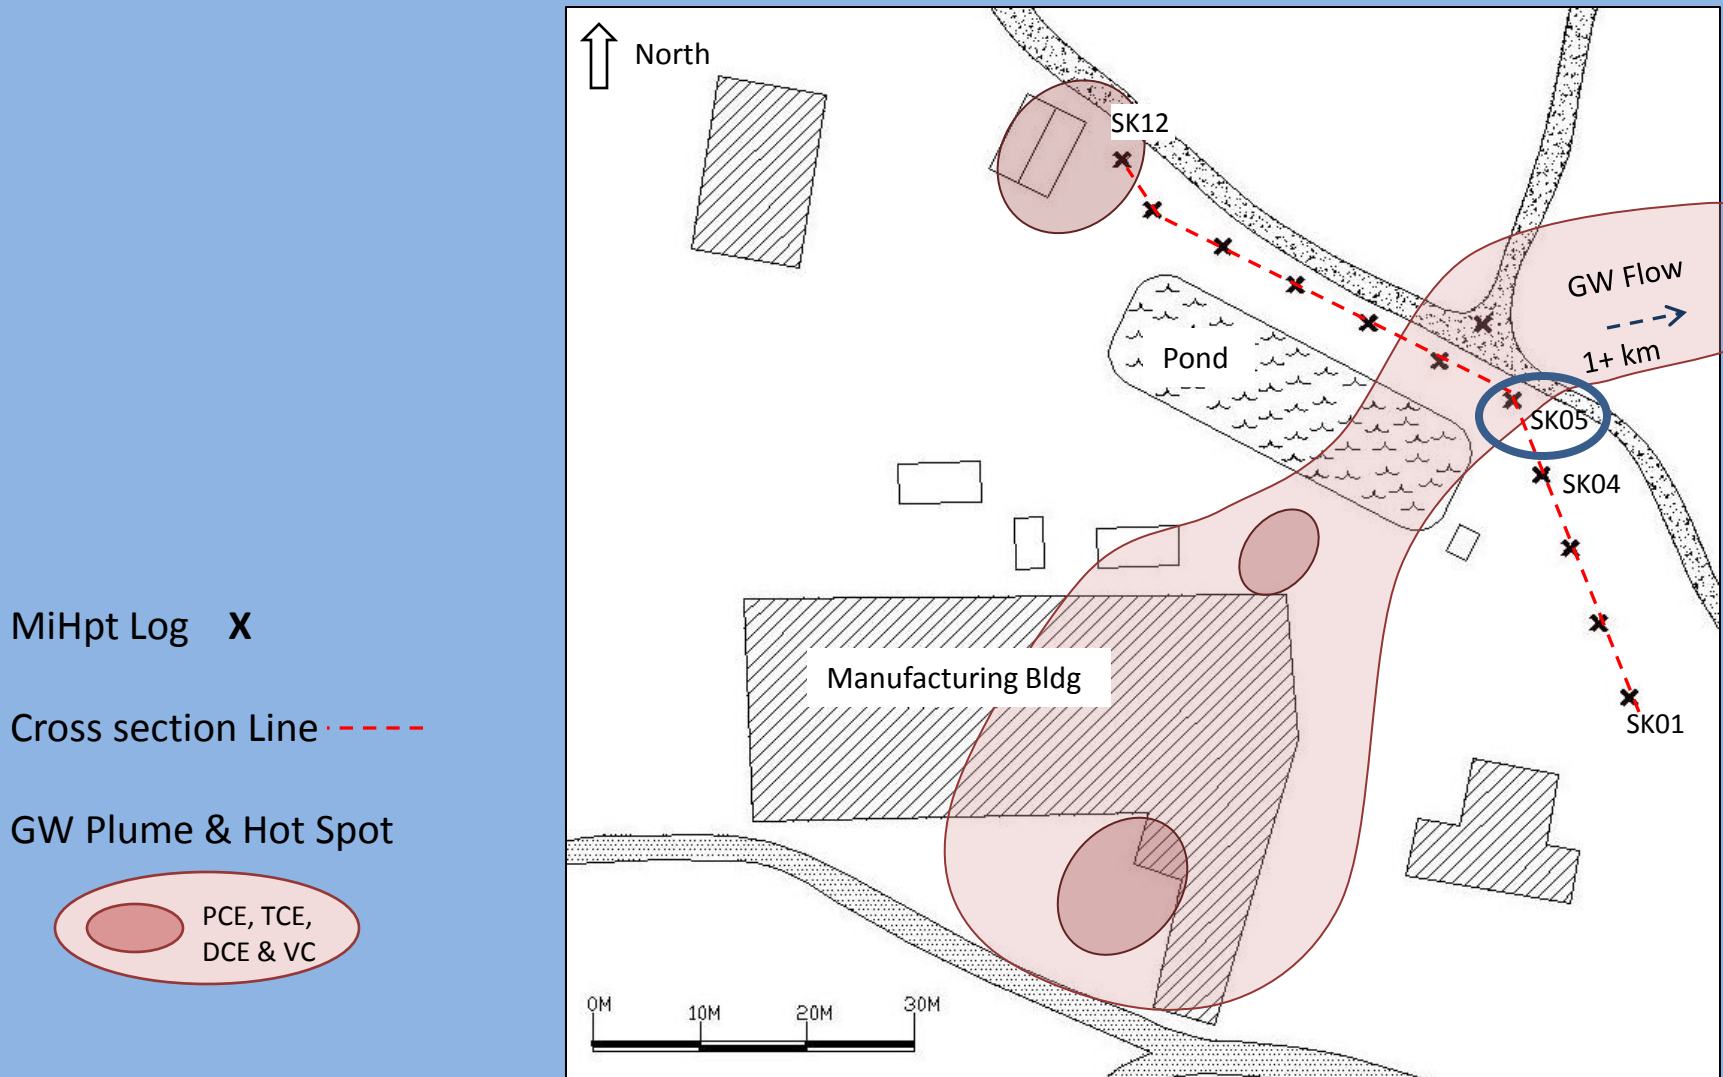 North
SK12
GW Flow
1+ km
Pond
SK05
SK04
MiHpt Log X
Manufacturing Bldg
Cross section Line
SK01
GW Plume & Hot Spot
PCE, TCE,
DCE & VC
0M 10M 20M 30M